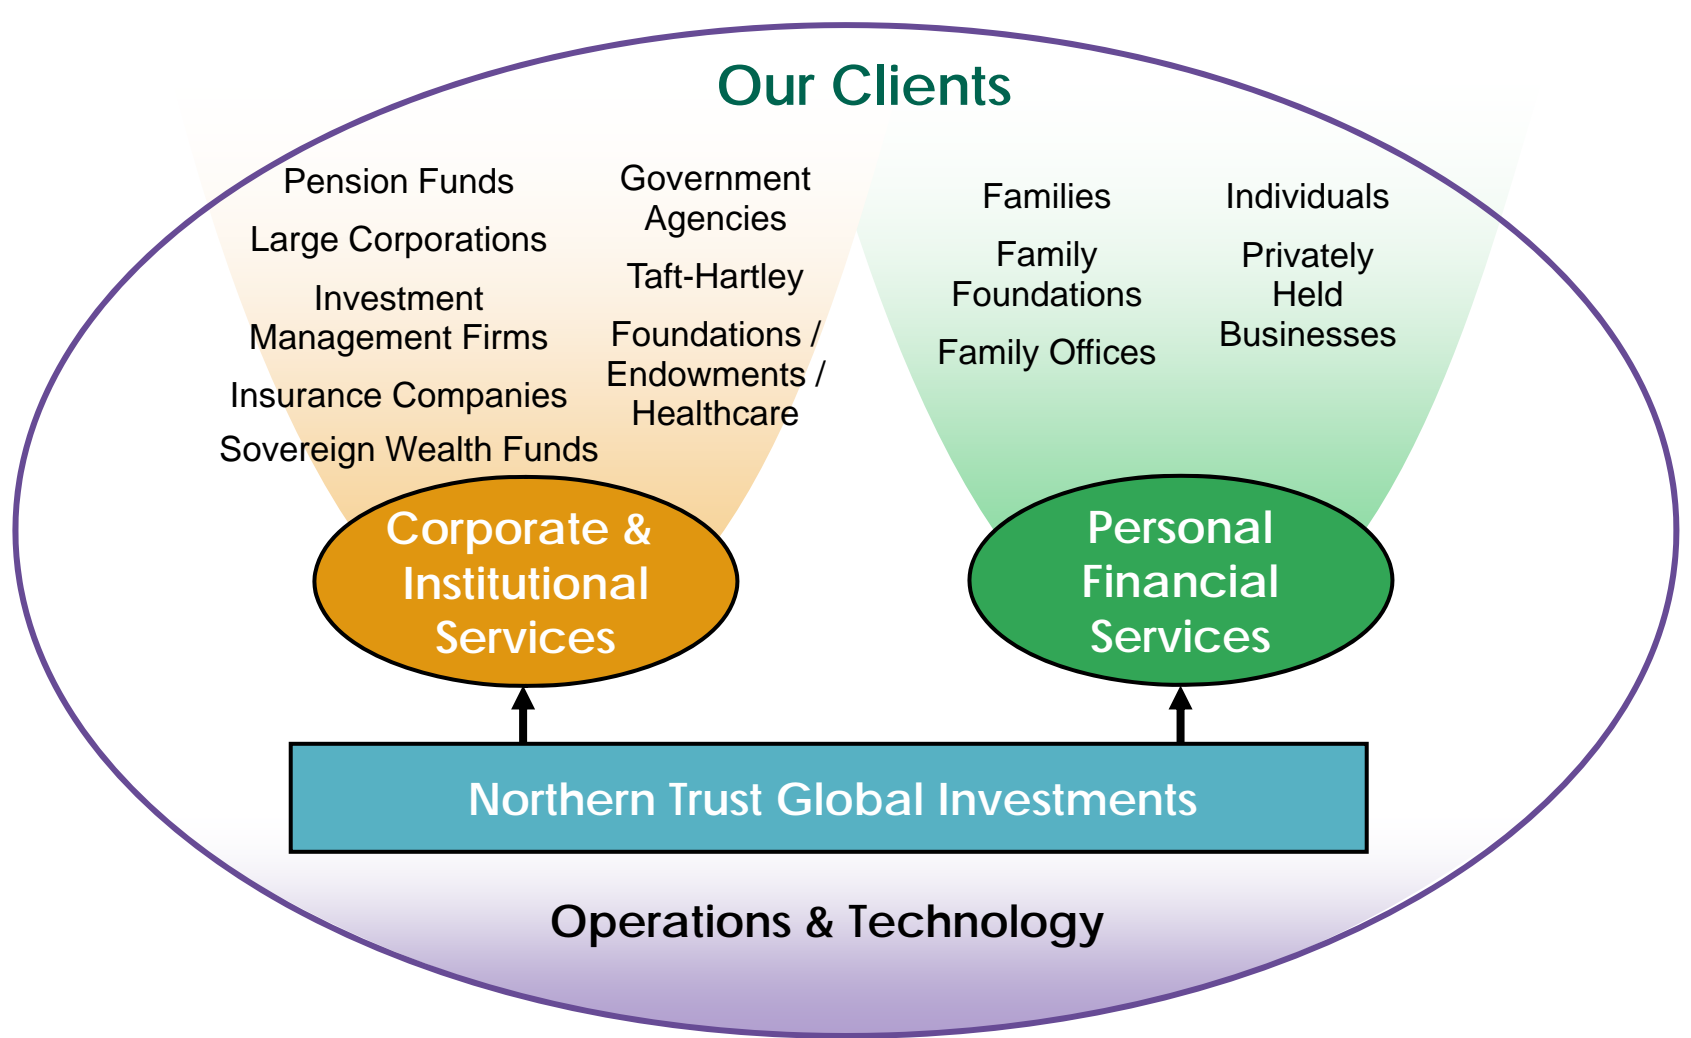 Our Clients
Pension Funds
Large Corporations
Investment
Management Firms
Insurance Companies
Sovereign Wealth Funds
Government
Agencies
Taft-Hartley
Foundations /
Endowments /
Healthcare
Families
Family
Foundations
Family Offices
Individuals
Privately
Held
Businesses
Corporate &
Institutional
Services
Personal
Financial
Services
Northern Trust Global Investments
Operations & Technology